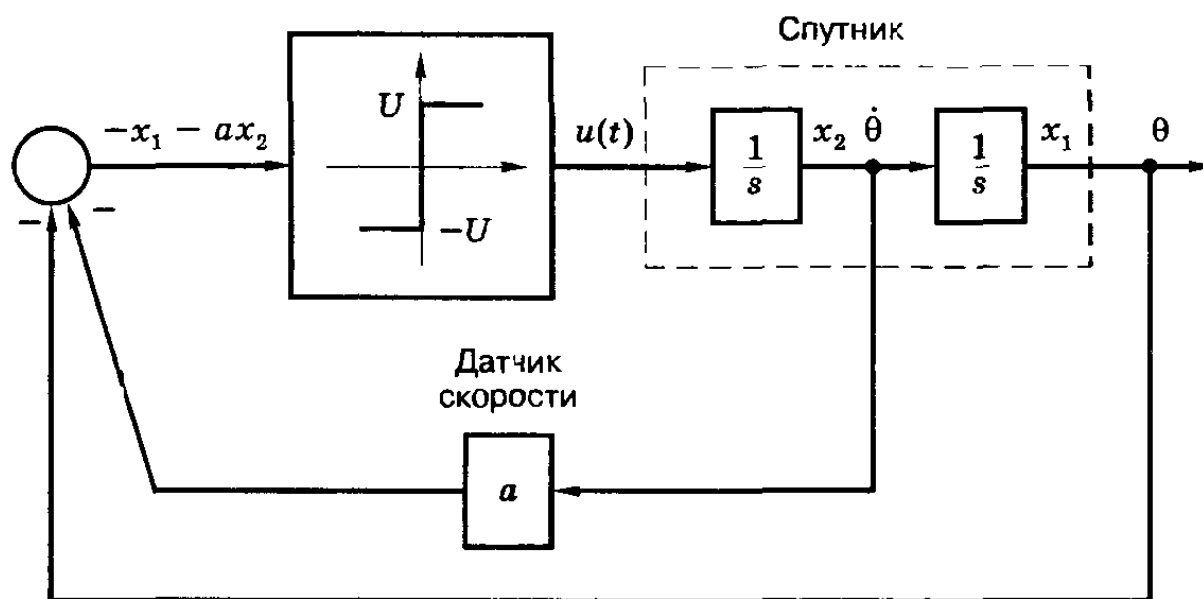 Спутник
U
-U
-x₁ - ax₂
u(t)
1/s
x₂ θ̇
1/s
x₁
θ
− −
Датчик
скорости
a